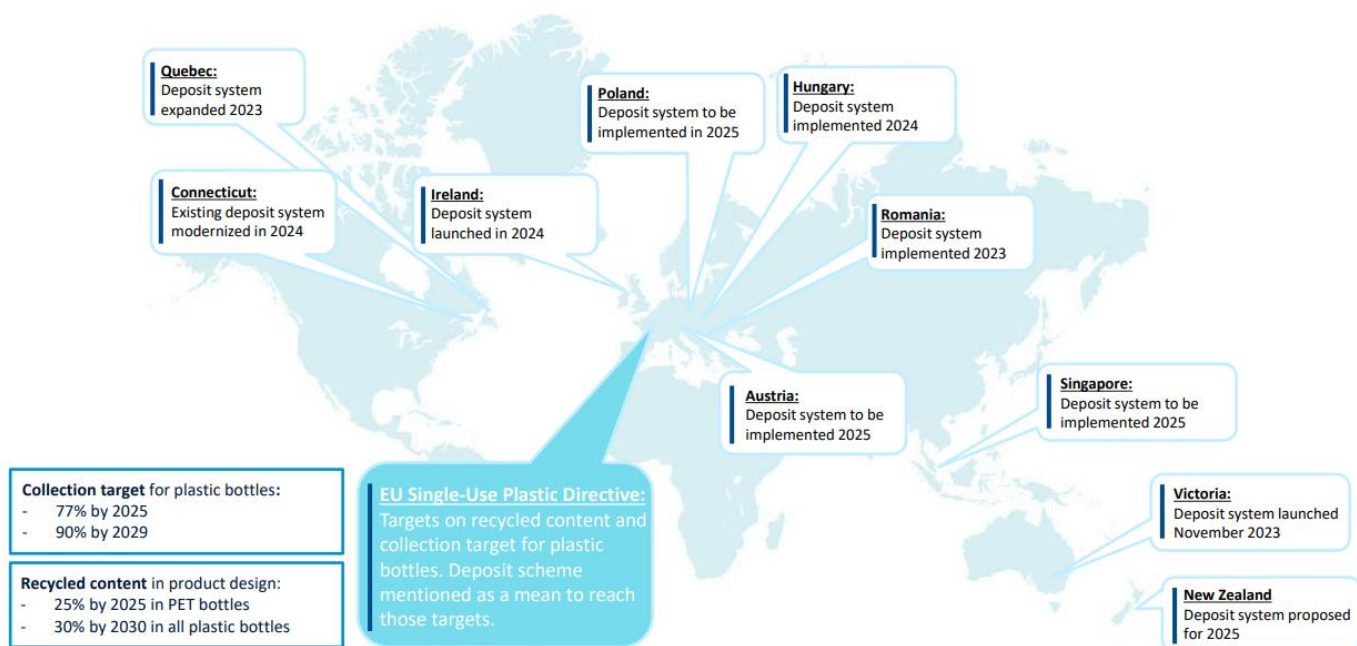 Quebec:
Deposit system
expanded 2023
Poland:
Deposit system to be
implemented in 2025
Hungary:
Deposit system
implemented 2024
Connecticut:
Existing deposit system
modernized in 2024
Ireland:
Deposit system
launched in 2024
Romania:
Deposit system
implemented 2023
Austria:
Deposit system to be
implemented 2025
Singapore:
Deposit system to be
implemented 2025
Collection target for plastic bottles:
- 77% by 2025
- 90% by 2029
Recycled content in product design:
- 25% by 2025 in PET bottles
- 30% by 2030 in all plastic bottles
EU Single-Use Plastic Directive:
Targets on recycled content and
collection target for plastic
bottles. Deposit scheme
mentioned as a mean to reach
those targets.
Victoria:
Deposit system launched
November 2023
New Zealand
Deposit system proposed
for 2025